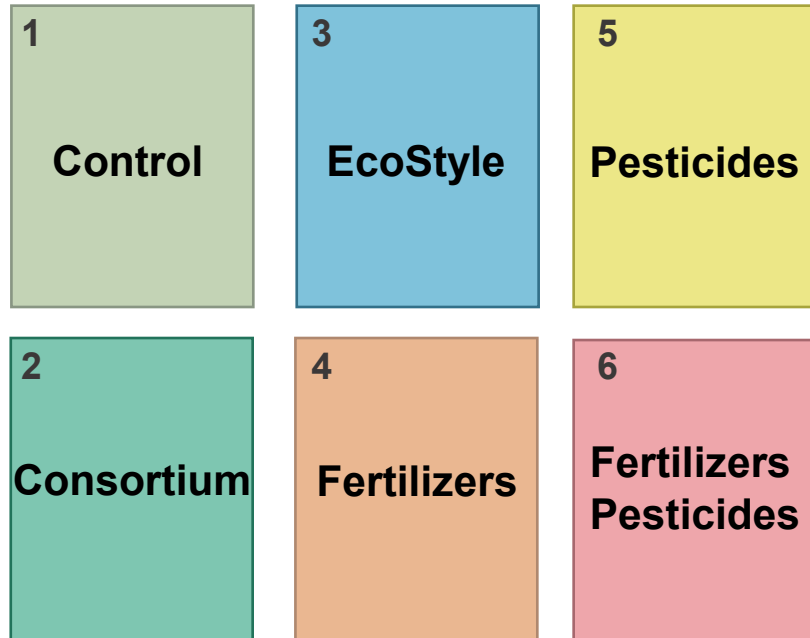 1
Control
2
Consortium
3
EcoStyle
4
Fertilizers
5
Pesticides
6
Fertilizers
Pesticides